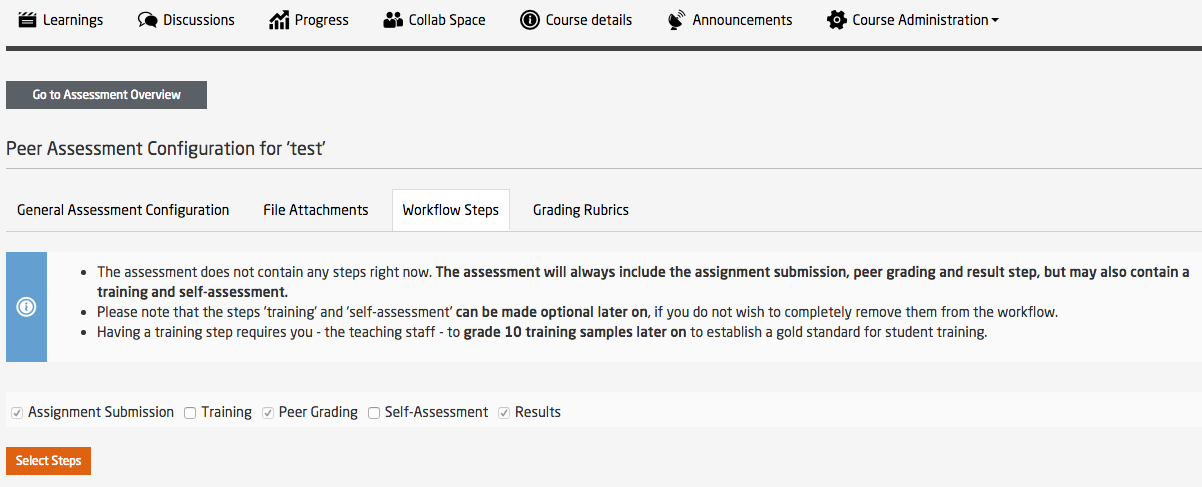 Learnings Discussions Progress Collab Space Course details Announcements Course Administration
Go to Assessment Overview
Peer Assessment Configuration for 'test'
General Assessment Configuration File Attachments Workflow Steps Grading Rubrics
• The assessment does not contain any steps right now. The assessment will always include the assignment submission, peer grading and result step, but may also contain a
training and self-assessment.
• Please note that the steps 'training' and 'self-assessment' can be made optional later on, if you do not wish to completely remove them from the workflow.
• Having a training step requires you - the teaching staff - to grade 10 training samples later on to establish a gold standard for student training.
Assignment Submission Training Peer Grading Self-Assessment Results
Select Steps